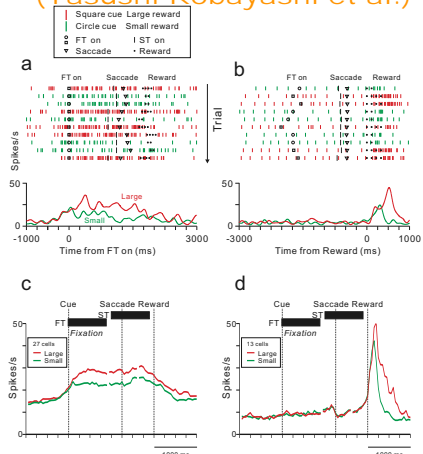 (Yasushi Kobayashi et al.)
Square cue Large reward
Circle cue Small reward
FT on ST on
Saccade Reward
a
FT on Saccade Reward
Spikes/s
50
0
Large
Small
-1000 0 3000
Time from FT on (ms)
Trial
b
FT on Saccade Reward
50
0
-3000 0 1000
Time from Reward (ms)
c
Cue Saccade Reward
ST
FT
Fixation
50
27 cells
Large
Small
Spikes/s
0
1000 ms
d
Cue Saccade Reward
ST
FT
Fixation
50
13 cells
Large
Small
Spikes/s
0
1000 ms